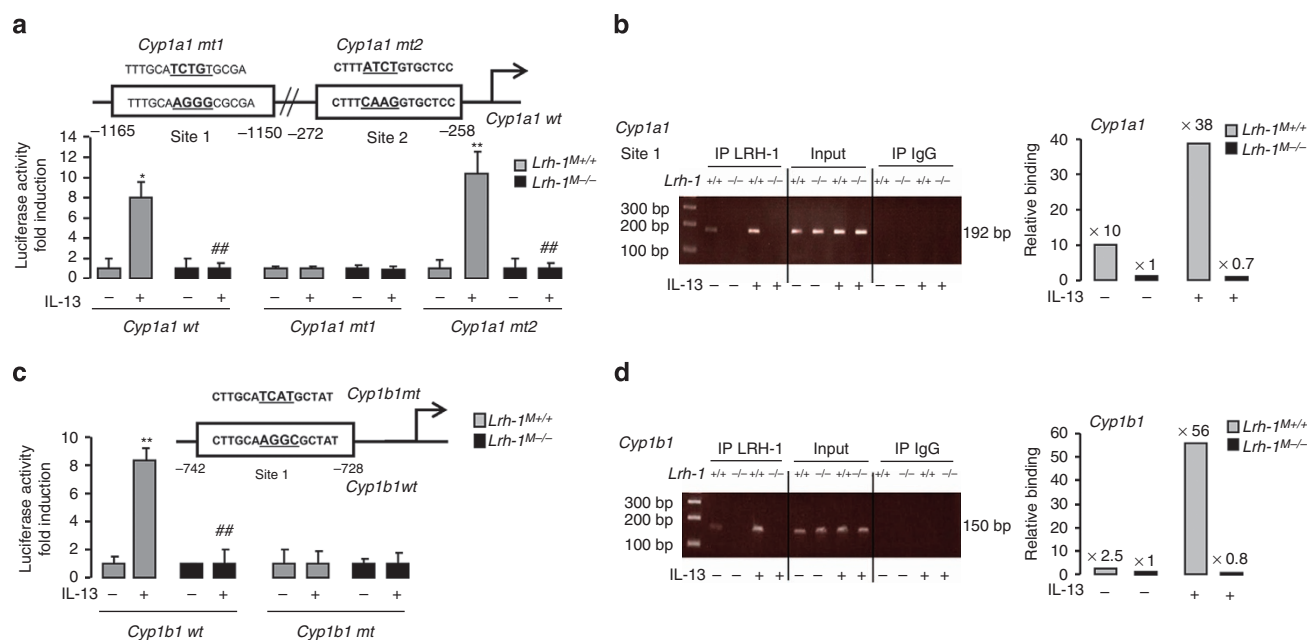 a
Cyp1a1 mt1
Cyp1a1 mt2
TTTGCATCTGTGCGA
CTTTATCTGTGCTCC
TTTGCAAGGGCGCGA
CTTTCAAGGTGCTCC
Cyp1a1 wt
–1165
Site 1
–1150
–272
Site 2
–258
14
12
10
8
6
4
2
0
Luciferase activity
fold induction
*
##
**
##
Lrh-1M+/+
Lrh-1M–/–
IL-13 – + – + – + – + – + – +
Cyp1a1 wt
Cyp1a1 mt1
Cyp1a1 mt2
b
Cyp1a1
Site 1
IP LRH-1
Input
IP IgG
Lrh-1 +/+ –/– +/+ –/– +/+ –/– +/+ –/– +/+ –/– +/+ –/–
300 bp
200 bp
100 bp
192 bp
IL-13 – – + + – – + + – – + +
Cyp1a1
Lrh-1M+/+
Lrh-1M–/–
Relative binding
40
30
20
10
0
× 10
× 1
× 38
× 0.7
IL-13 – – + +
c
CTTGCATCATGCTAT
Cyp1b1mt
CTTGCAAGGCGCTAT
–742
Site 1
–728
Cyp1b1wt
Lrh-1M+/+
Lrh-1M–/–
Luciferase activity
fold induction
10
8
6
4
2
0
**
##
IL-13 – + – + – + – +
Cyp1b1 wt
Cyp1b1 mt
d
Cyp1b1
IP LRH-1
Input
IP IgG
Lrh-1 +/+ –/– +/+ –/– +/+ –/– +/+–/– +/+ –/– +/+ –/–
300 bp
200 bp
100 bp
150 bp
IL-13 – – + + – – + + – – + +
Cyp1b1
Lrh-1M+/+
Lrh-1M–/–
Relative binding
60
50
40
30
20
10
0
× 2.5
× 1
× 56
× 0.8
IL-13 – – + +